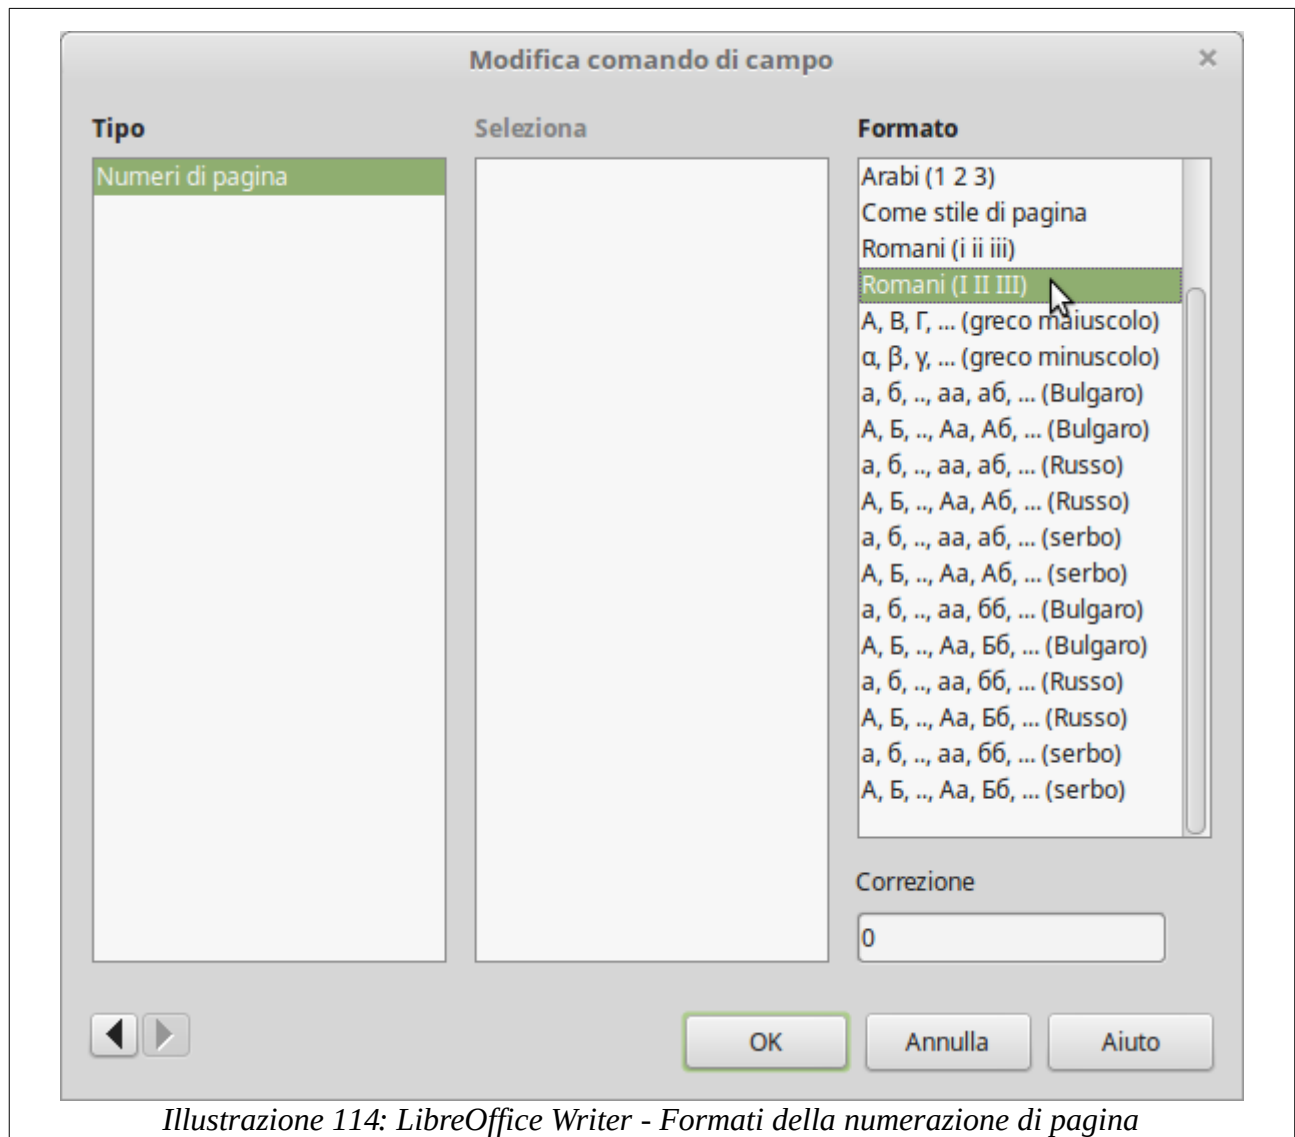 Modifica comando di campo
Tipo
Seleziona
Formato
Numeri di pagina
Arabi (1 2 3)
Come stile di pagina
Romani (i ii iii)
Romani (I II III)
Α, Β, Γ, ... (greco maiuscolo)
α, β, γ, ... (greco minuscolo)
а, б, .., аа, аб, ... (Bulgaro)
А, Б, .., Аа, Аб, ... (Bulgaro)
а, б, .., аа, аб, ... (Russo)
А, Б, .., Аа, Аб, ... (Russo)
а, б, .., аа, аб, ... (serbo)
А, Б, .., Аа, Аб, ... (serbo)
а, б, .., аа, бб, ... (Bulgaro)
А, Б, .., Аа, Бб, ... (Bulgaro)
а, б, .., аа, бб, ... (Russo)
А, Б, .., Аа, Бб, ... (Russo)
а, б, .., аа, бб, ... (serbo)
А, Б, .., Аа, Бб, ... (serbo)
Correzione
0
OK
Annulla
Aiuto
Illustrazione 114: LibreOffice Writer - Formati della numerazione di pagina